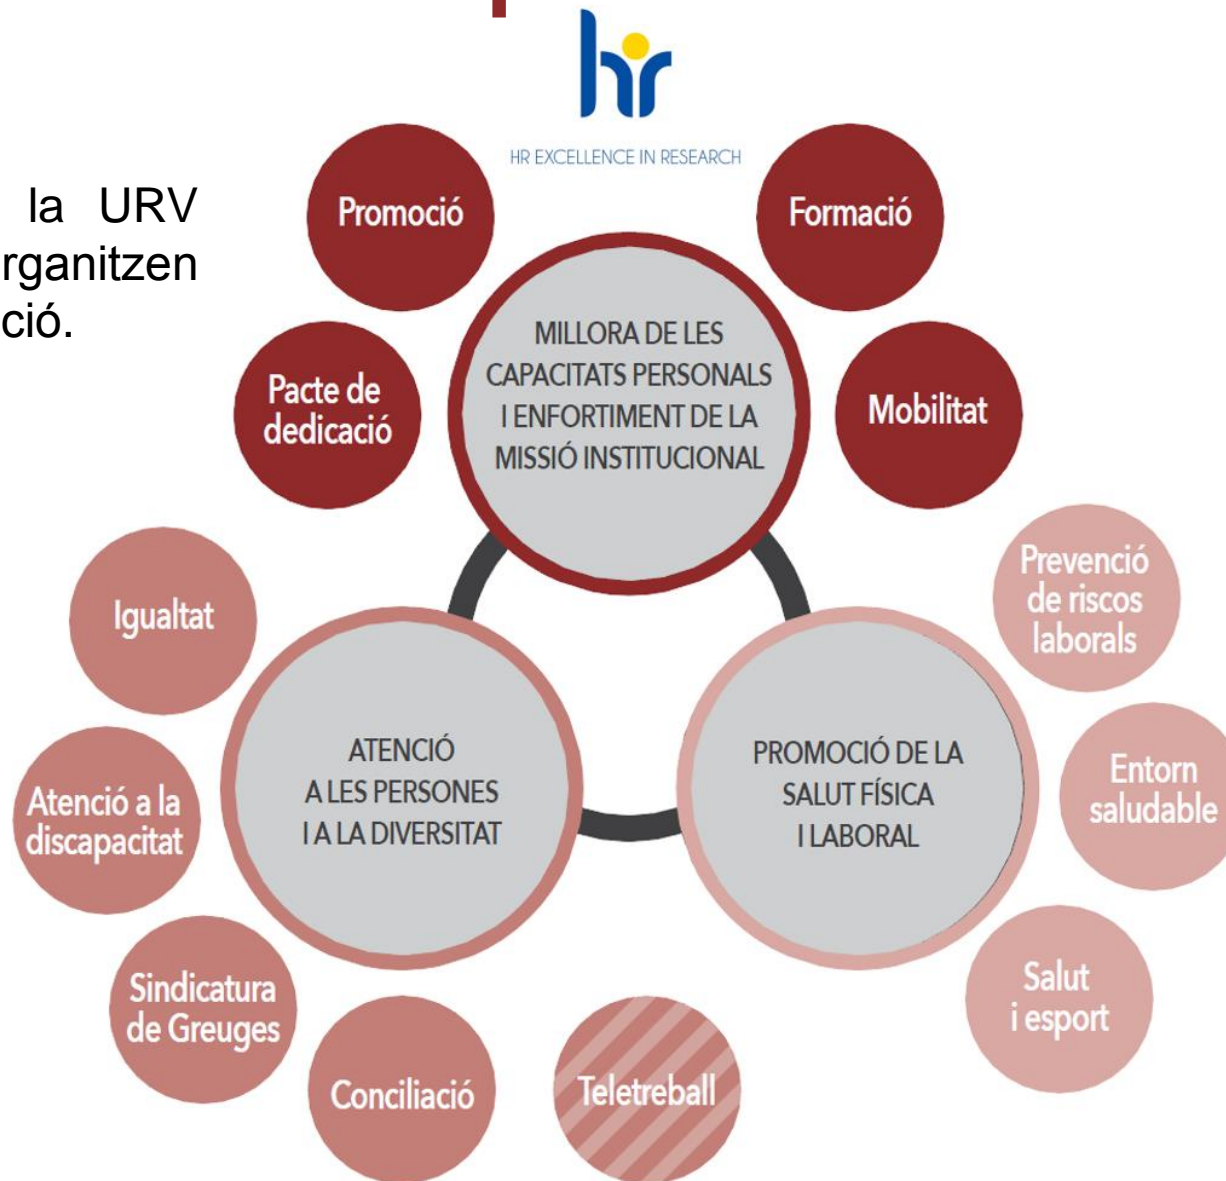 hr
HR EXCELLENCE IN RESEARCH
la URV
rganitzen
ció.
Promoció
Formació
Pacte de
dedicació
Mobilitat
MILLORA DE LES
CAPACITATS PERSONALS
I ENFORTIMENT DE LA
MISSIÓ INSTITUCIONAL
Igualtat
Atenció a la
discapacitat
Sindicatura
de Greuges
Conciliació
Teletreball
ATENCIÓ
A LES PERSONES
I A LA DIVERSITAT
PROMOCIÓ DE LA
SALUT FÍSICA
I LABORAL
Prevenció
de riscos
laborals
Entorn
saludable
Salut
i esport